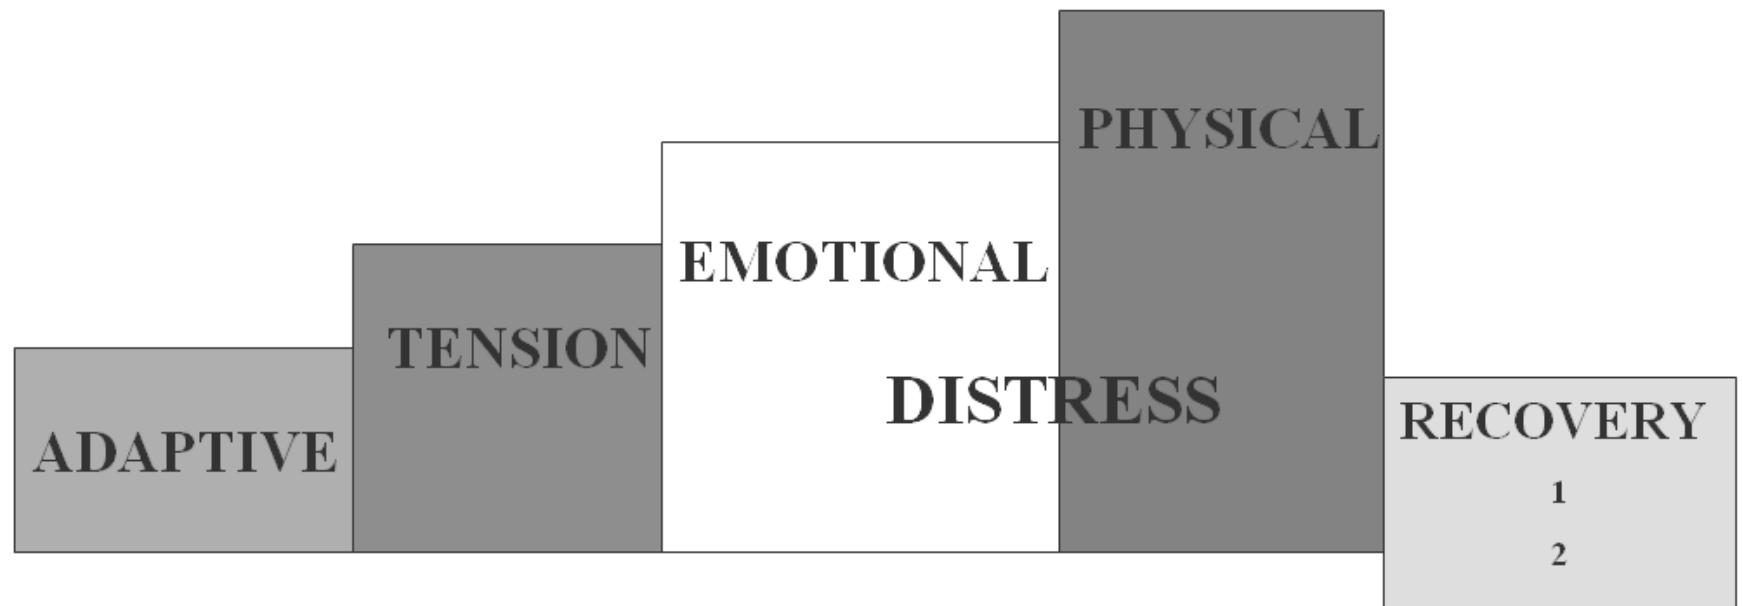 PHYSICAL
EMOTIONAL
TENSION
DISTRESS
ADAPTIVE
RECOVERY
1
2